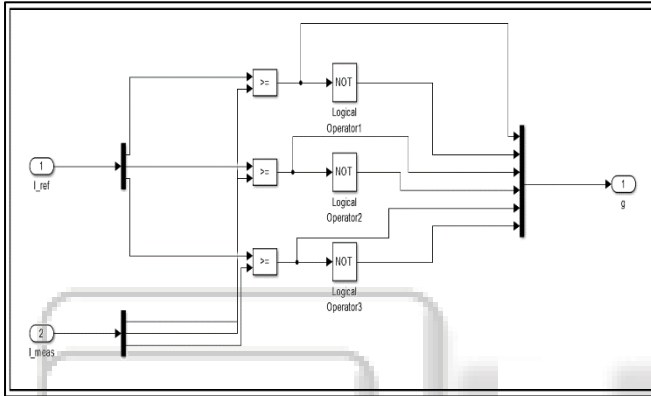 >=
NOT
Logical
Operator1
1
I_ref
>=
NOT
Logical
Operator2
1
g
>=
NOT
Logical
Operator3
2
I_meas